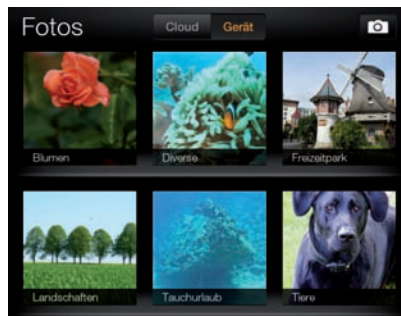 Fotos
Cloud Gerät
Blumen
Diverse
Freizeitpark
Landschaften
Tauchurlaub
Tiere